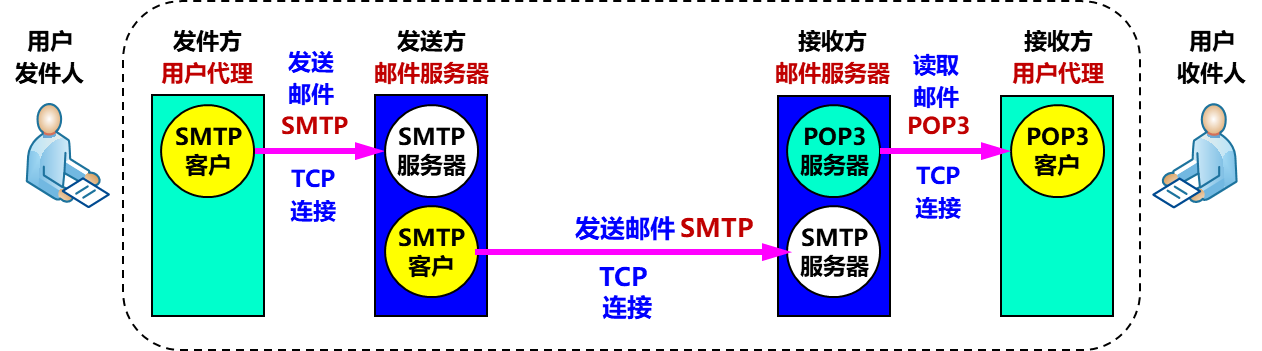 用户
发件人
发件方
用户代理
发送
邮件
SMTP
TCP
连接
SMTP
客户
发送方
邮件服务器
SMTP
服务器
SMTP
客户
发送邮件 SMTP
TCP
连接
接收方
邮件服务器
POP3
服务器
SMTP
服务器
读取
邮件
POP3
TCP
连接
接收方
用户代理
POP3
客户
用户
收件人